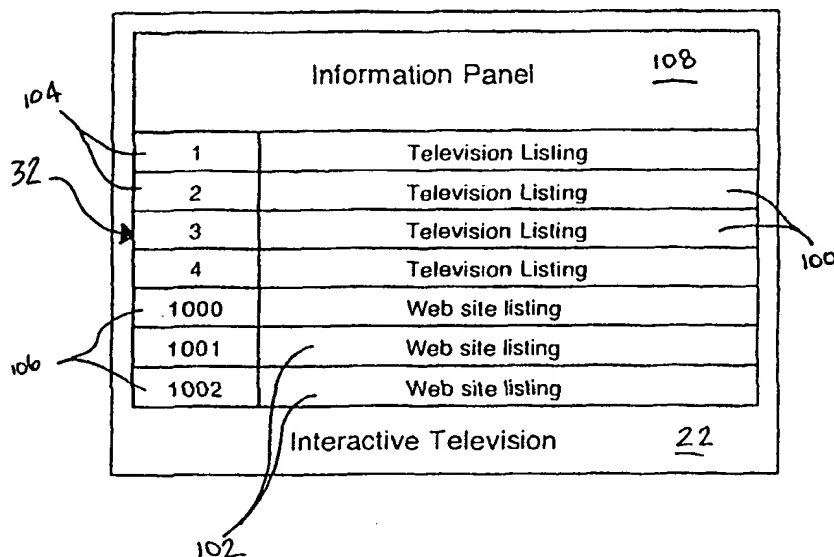 Information Panel 108
104
1 Television Listing
32
2 Television Listing
3 Television Listing
100
4 Television Listing
1000 Web site listing
106
1001 Web site listing
1002 Web site listing
Interactive Television 22
102